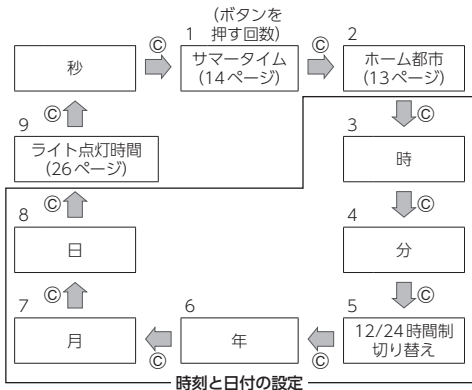 (ボタンを
押す回数)
秒
Ⓒ
1
サマータイム
(14ページ)
Ⓒ
2
ホーム都市
(13ページ)
Ⓒ
3
時
Ⓒ
4
分
Ⓒ
5
12/24時間制
切り替え
Ⓒ
6
年
Ⓒ
7
月
Ⓒ
8
日
Ⓒ
9
ライト点灯時間
(26ページ)
Ⓒ
時刻と日付の設定